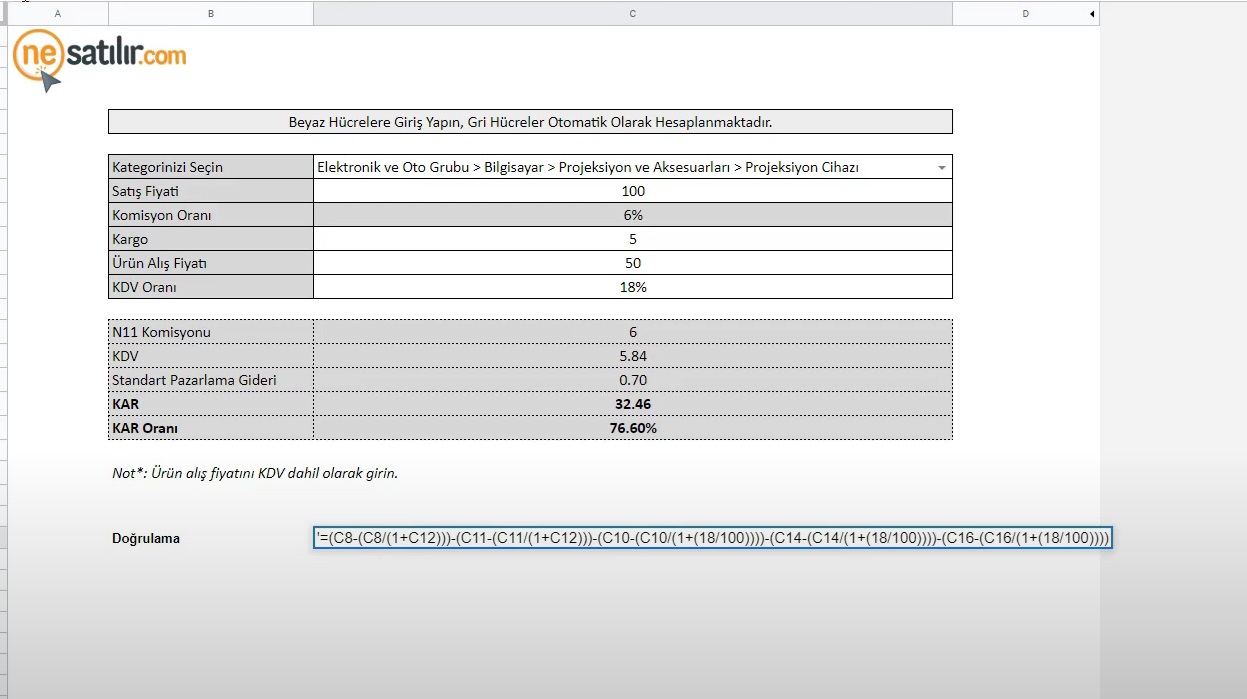 A B C D
ne satılır.com
Beyaz Hücrelere Giriş Yapın, Gri Hücreler Otomatik Olarak Hesaplanmaktadır.
Kategorinizi Seçin Elektronik ve Oto Grubu > Bilgisayar > Projeksiyon ve Aksesuarları > Projeksiyon Cihazı
Satış Fiyatı 100
Komisyon Oranı 6%
Kargo 5
Ürün Alış Fiyatı 50
KDV Oranı 18%
N11 Komisyonu 6
KDV 5.84
Standart Pazarlama Gideri 0.70
KAR 32.46
KAR Oranı 76.60%
Not*: Ürün alış fiyatını KDV dahil olarak girin.
Doğrulama '=(C8-(C8/(1+C12)))-(C11-(C11/(1+C12)))-(C10-(C10/(1+(18/100))))-(C14-(C14/(1+(18/100))))-(C16-(C16/(1+(18/100))))